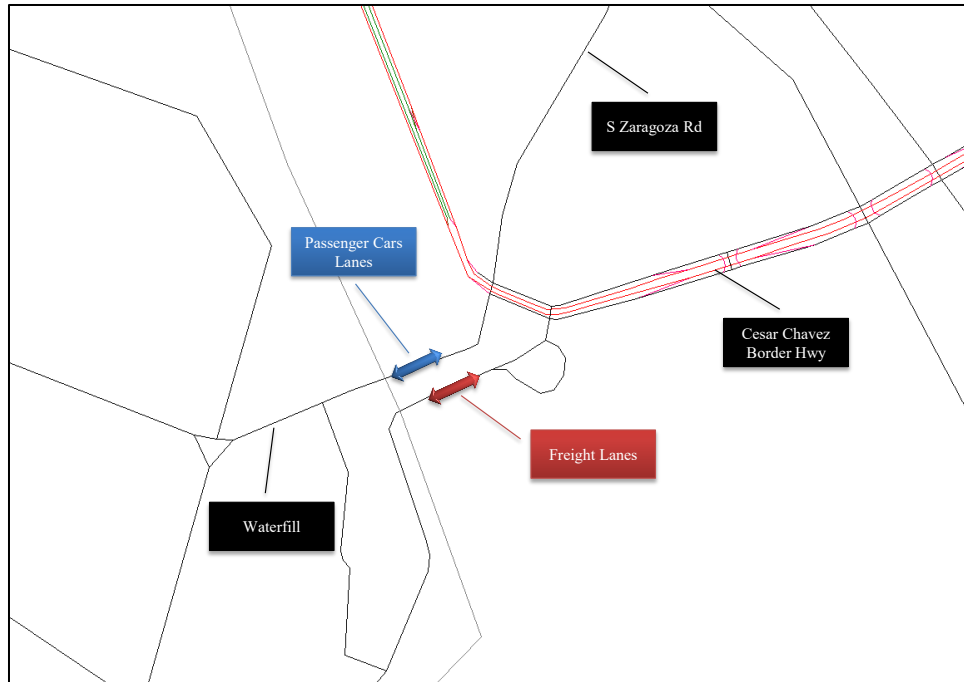 S Zaragoza Rd
Passenger Cars
Lanes
Cesar Chavez
Border Hwy
Freight Lanes
Waterfill